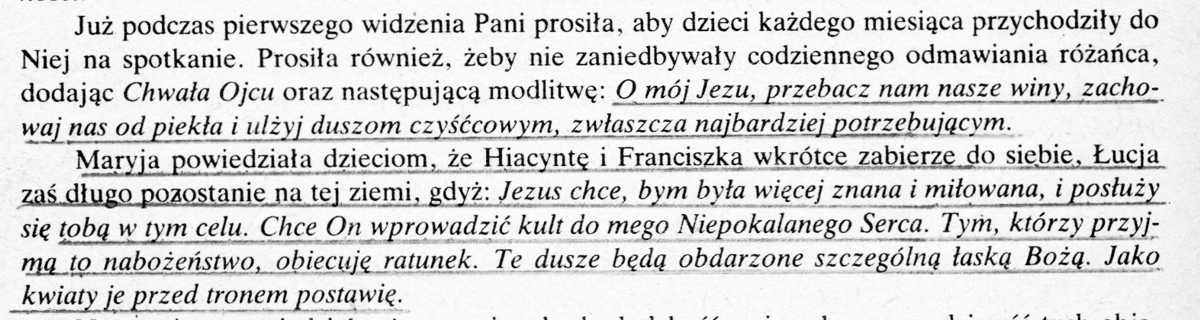 Już podczas pierwszego widzenia Pani prosiła, aby dzieci każdego miesiąca przychodziły do
Niej na spotkanie. Prosiła również, żeby nie zaniedbywały codziennego odmawiania różańca,
dodając Chwała Ojcu oraz następującą modlitwę: O mój Jezu, przebacz nam nasze winy, zacho-
waj nas od piekła i ulżyj duszom czyśćcowym, zwłaszcza najbardziej potrzebującym.
Maryja powiedziała dzieciom, że Hiacyntę i Franciszka wkrótce zabierze do siebie, Łucja
zaś długo pozostanie na tej ziemi, gdyż: Jezus chce, bym była więcej znana i miłowana, i posłuży
się tobą w tym celu. Chce On wprowadzić kult do mego Niepokalanego Serca. Tym, którzy przyj-
mą to nabożeństwo, obiecuję ratunek. Te dusze będą obdarzone szczególną łaską Bożą. Jako
kwiaty je przed tronem postawię.